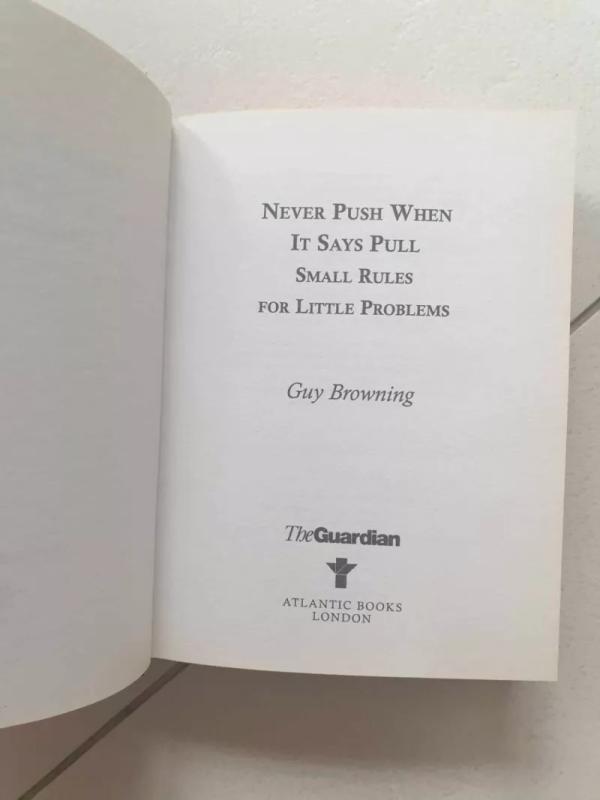 NEVER PUSH WHEN
IT SAYS PULL
SMALL RULES
FOR LITTLE PROBLEMS
Guy Browning
TheGuardian
ATLANTIC BOOKS
LONDON